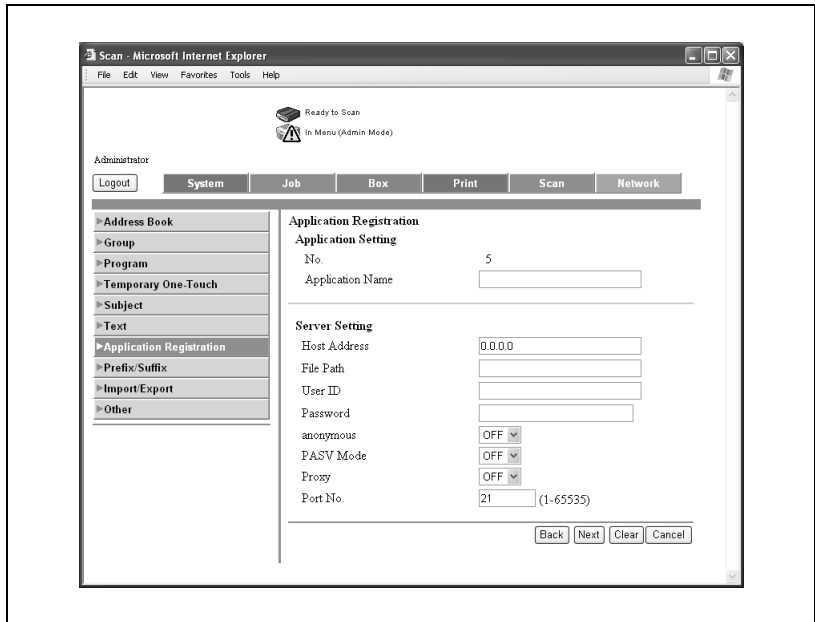 Scan - Microsoft Internet Explorer
File Edit View Favorites Tools Help
Ready to Scan
In Menu (Admin Mode)
Administrator
Logout System Job Box Print Scan Network
Address Book
Group
Program
Temporary One-Touch
Subject
Text
Application Registration
Prefix/Suffix
Import/Export
Other
Application Registration
Application Setting
No. 5
Application Name
Server Setting
Host Address 0.0.0.0
File Path
User ID
Password
anonymous OFF
PASV Mode OFF
Proxy OFF
Port No. 21 (1-65535)
Back Next Clear Cancel